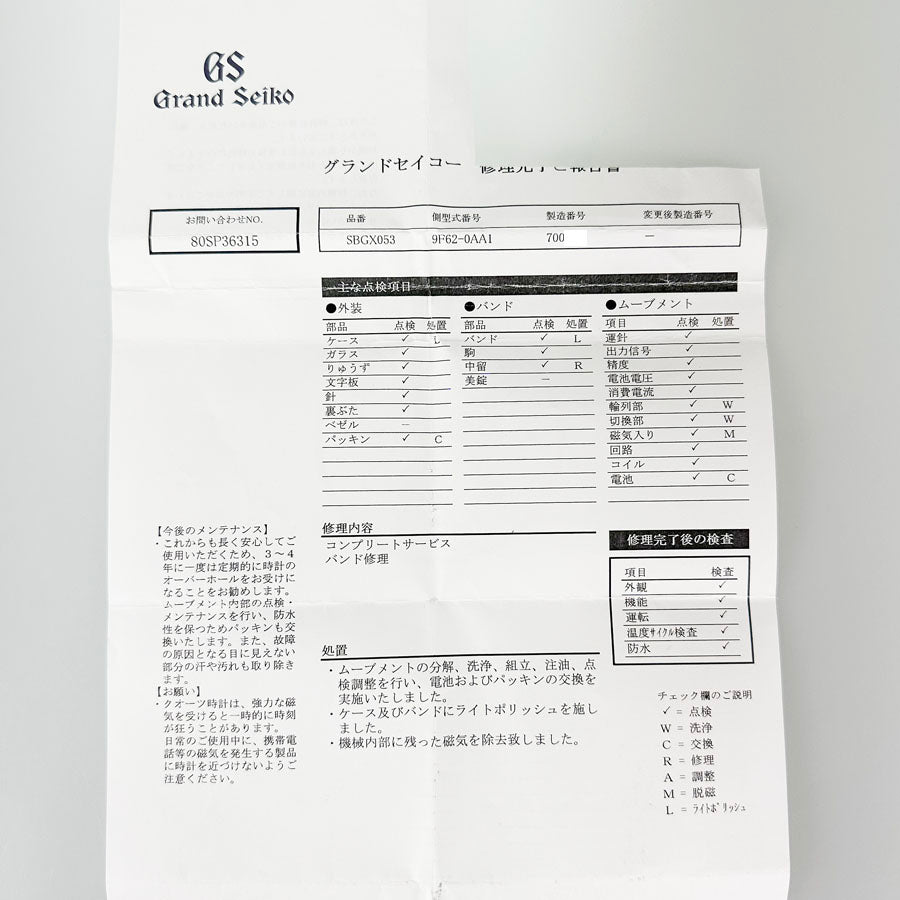 GS
Grand Seiko
グランドセイコー 修理完了ご報告書
お問い合わせNO.
80SP36315
品番 側型式番号 製造番号 変更後製造番号
SBGX053 9F62-0AA1 700 －
主な点検項目
●外装
部品 点検 処置
ケース ✓ L
ガラス ✓
りゅうず ✓
文字板 ✓
針 ✓
裏ぶた ✓
ベゼル －
パッキン ✓ C
●バンド
部品 点検 処置
バンド ✓ L
駒 ✓
中留 ✓ R
美錠 －
●ムーブメント
項目 点検 処置
運針 ✓
出力信号 ✓
精度 ✓
電池電圧 ✓
消費電流 ✓
輪列部 ✓ W
切換部 ✓ W
磁気入り ✓ M
回路 ✓
コイル ✓
電池 ✓ C
【今後のメンテナンス】
・これからも長く安心してご
使用いただくため、３～４
年に一度は定期的に時計の
オーバーホールをお受けに
なることをお勧めします。
ムーブメント内部の点検・
メンテナンスを行い、防水
性を保つためパッキンも交
換いたします。また、故障
の原因となる目に見えない
部分の汗や汚れも取り除き
ます。
【お願い】
・クオーツ時計は、強力な磁
気を受けると一時的に時刻
が狂うことがあります。
日常のご使用中に、携帯電
話等の磁気を発生する製品
に時計を近づけないようご
注意ください。
修理内容
コンプリートサービス
バンド修理
処置
・ムーブメントの分解、洗浄、組立、注油、点
検調整を行い、電池およびパッキンの交換を
実施いたしました。
・ケース及びバンドにライトポリッシュを施し
ました。
・機械内部に残った磁気を除去致しました。
修理完了後の検査
項目 検査
外観 ✓
機能 ✓
運転 ✓
温度ｻｲｸﾙ検査 ✓
防水 ✓
チェック欄のご説明
✓ = 点検
W = 洗浄
C = 交換
R = 修理
A = 調整
M = 脱磁
L = ﾗｲﾄﾎﾟﾘｯｼｭ